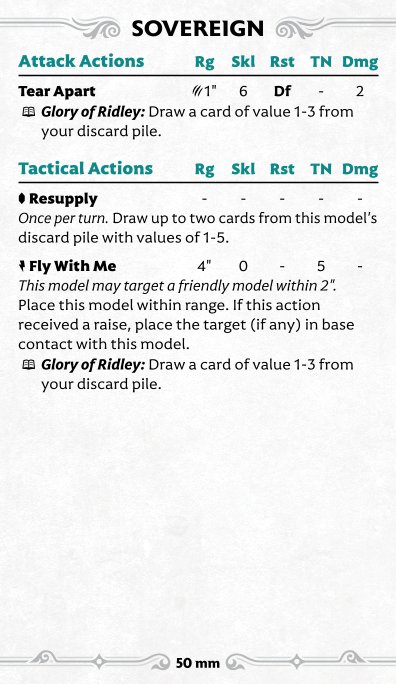 SOVEREIGN
Attack Actions Rg Skl Rst TN Dmg
Tear Apart 1" 6 Df - 2
Glory of Ridley: Draw a card of value 1-3 from
your discard pile.
Tactical Actions Rg Skl Rst TN Dmg
Resupply - - - - -
Once per turn. Draw up to two cards from this model's
discard pile with values of 1-5.
Fly With Me 4" 0 - 5 -
This model may target a friendly model within 2".
Place this model within range. If this action
received a raise, place the target (if any) in base
contact with this model.
Glory of Ridley: Draw a card of value 1-3 from
your discard pile.
50 mm